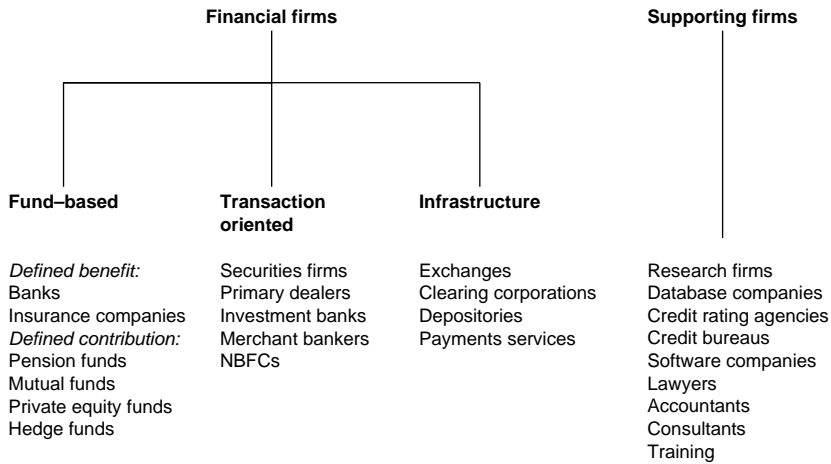 Financial firms
Supporting firms
Fund–based
Transaction
oriented
Infrastructure
Defined benefit:
Banks
Insurance companies
Defined contribution:
Pension funds
Mutual funds
Private equity funds
Hedge funds
Securities firms
Primary dealers
Investment banks
Merchant bankers
NBFCs
Exchanges
Clearing corporations
Depositories
Payments services
Research firms
Database companies
Credit rating agencies
Credit bureaus
Software companies
Lawyers
Accountants
Consultants
Training